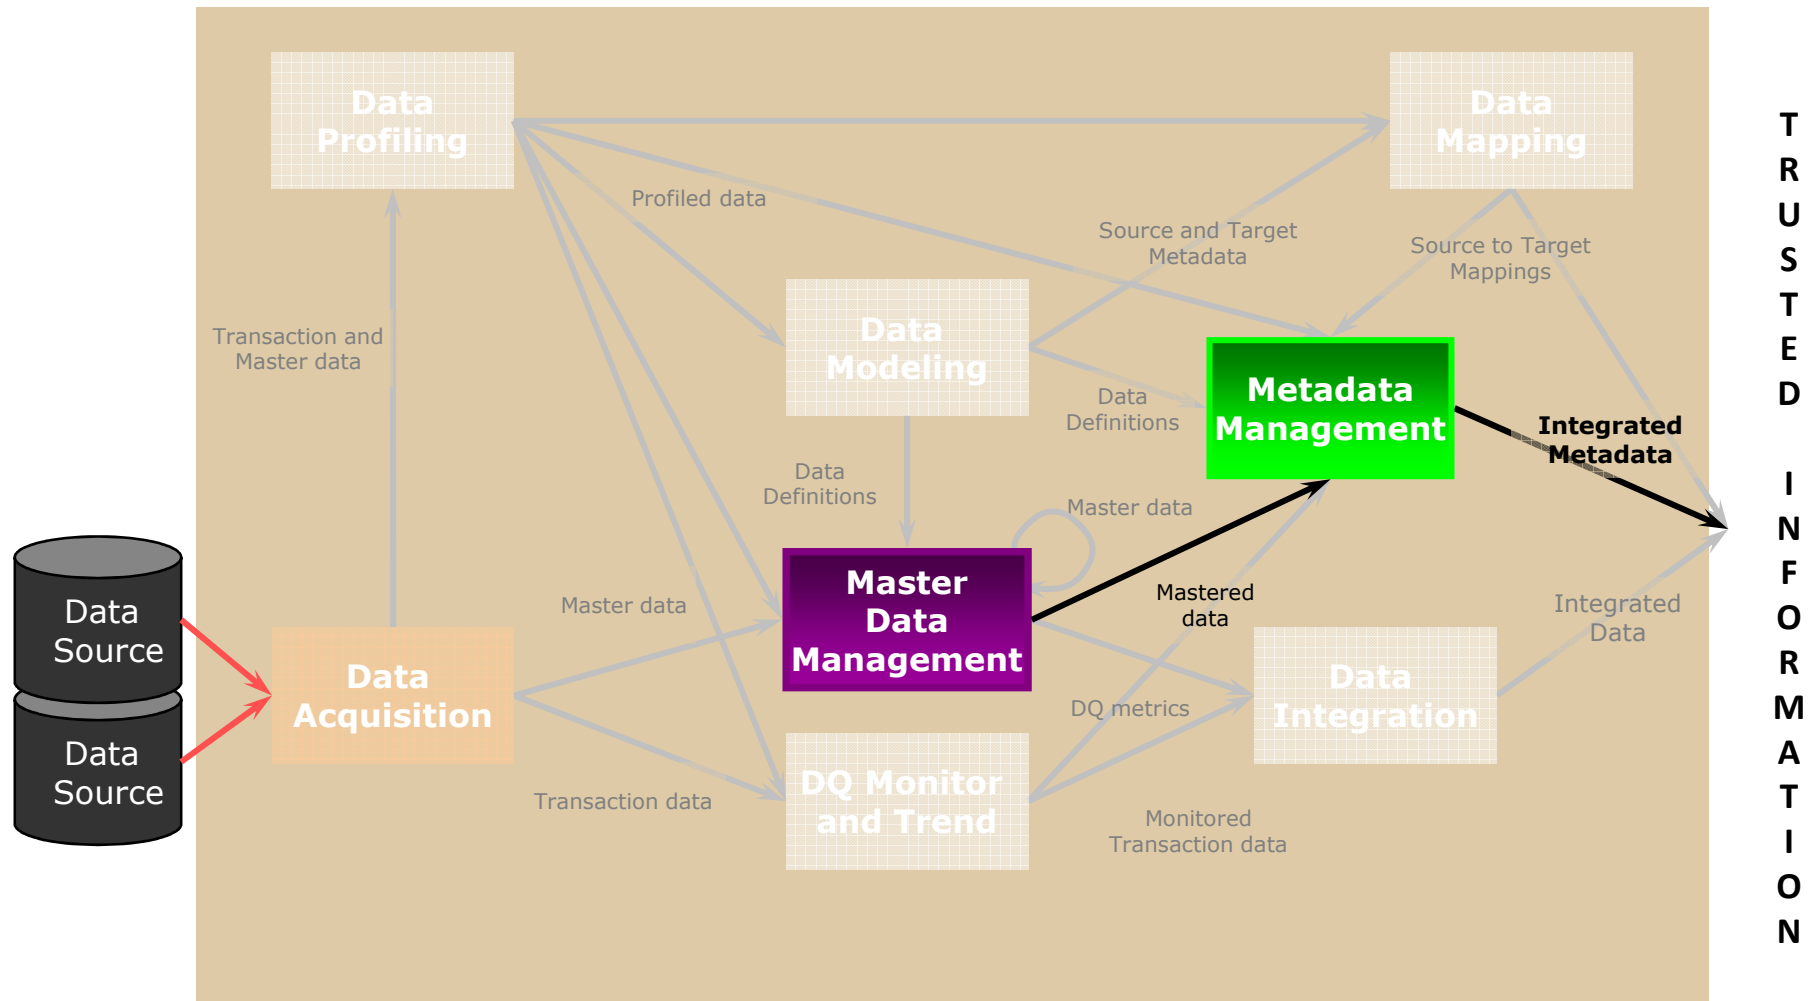 Data
Profiling
Data
Mapping
Profiled data
Source and Target
Metadata
Source to Target
Mappings
Transaction and
Master data
Data
Modeling
Metadata
Management
Data
Definitions
Integrated
Metadata
Data
Definitions
Master data
Master
Data
Management
Mastered
data
Master data
Integrated
Data
Data
Source
Data
Source
Data
Acquisition
Data
Integration
DQ metrics
Transaction data
DQ Monitor
and Trend
Monitored
Transaction data
T
R
U
S
T
E
D
I
N
F
O
R
M
A
T
I
O
N